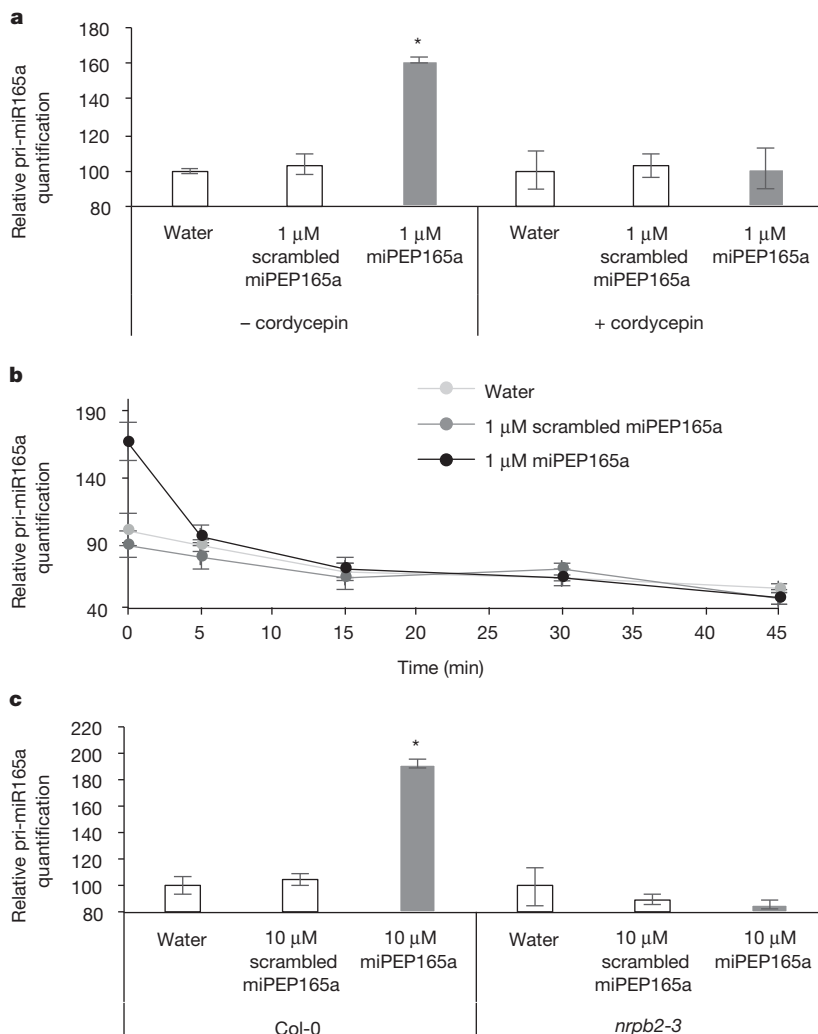 a
Relative pri-miR165a
quantification
180
160
140
120
100
80
*
Water
1 μM
scrambled
miPEP165a
1 μM
miPEP165a
Water
1 μM
scrambled
miPEP165a
1 μM
miPEP165a
– cordycepin
+ cordycepin
b
Relative pri-miR165a
quantification
190
140
90
40
Water
1 μM scrambled miPEP165a
1 μM miPEP165a
0 5 10 15 20 25 30 35 40 45
Time (min)
c
Relative pri-miR165a
quantification
220
200
180
160
140
120
100
80
*
Water
10 μM
scrambled
miPEP165a
10 μM
miPEP165a
Water
10 μM
scrambled
miPEP165a
10 μM
miPEP165a
Col-0
nrpb2-3